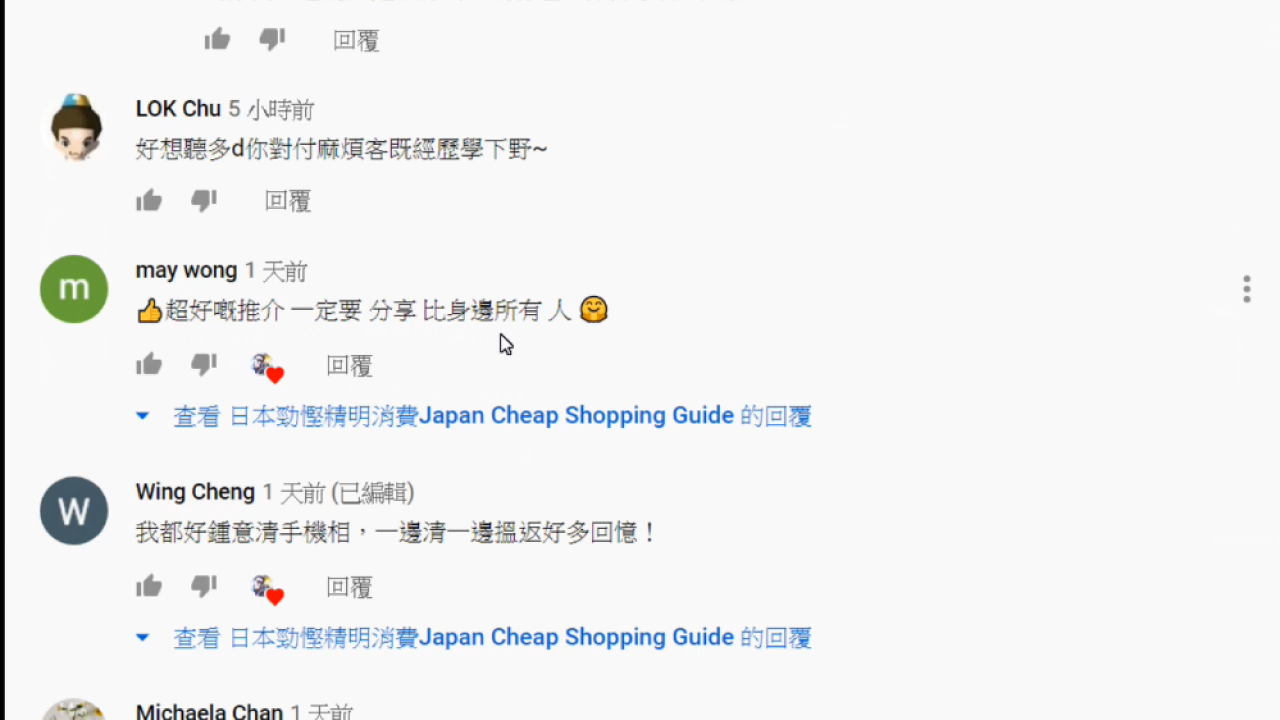 回覆
LOK Chu 5 小時前
好想聽多d你對付麻煩客既經歷學下野~
回覆
m
may wong 1 天前
👍超好嘅推介 一定要 分享 比身邊所有 人 🤗
回覆
查看 日本勁慳精明消費Japan Cheap Shopping Guide 的回覆
W
Wing Cheng 1 天前 (已編輯)
我都好鍾意清手機相，一邊清一邊搵返好多回憶！
回覆
查看 日本勁慳精明消費Japan Cheap Shopping Guide 的回覆
Michaela Chan 1 天前